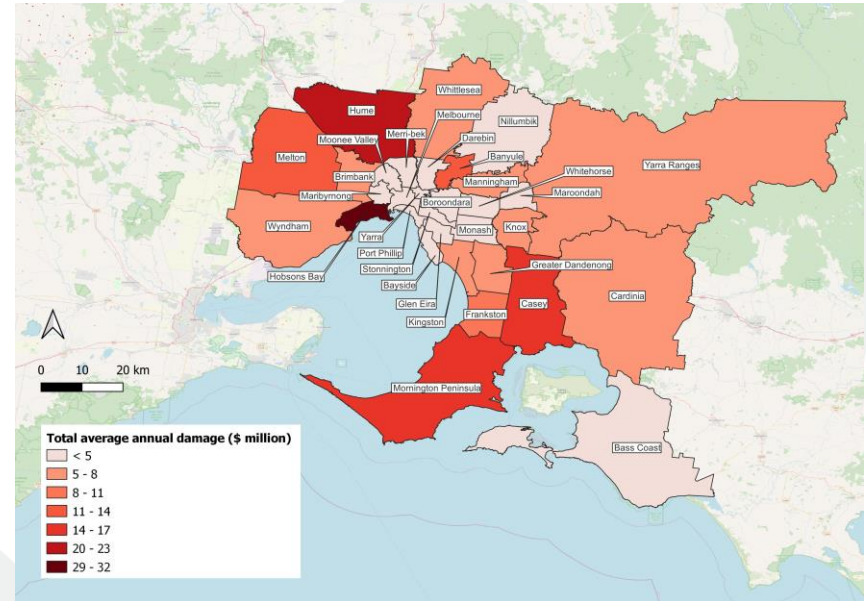 Whittlesea
Hume
Melbourne
Nillumbik
Merri-bek
Darebin
Moonee Valley
Banyule
Melton
Whitehorse
Yarra Ranges
Brimbank
Manningham
Maroondah
Maribyrnong
Boroondara
Wyndham
Monash
Knox
Yarra
Port Phillip
Stonnington
Greater Dandenong
Hobsons Bay
Bayside
Cardinia
Glen Eira
Casey
Frankston
Kingston
Mornington Peninsula
Bass Coast
0 10 20 km
Total average annual damage ($ million)
< 5
5 - 8
8 - 11
11 - 14
14 - 17
20 - 23
29 - 32